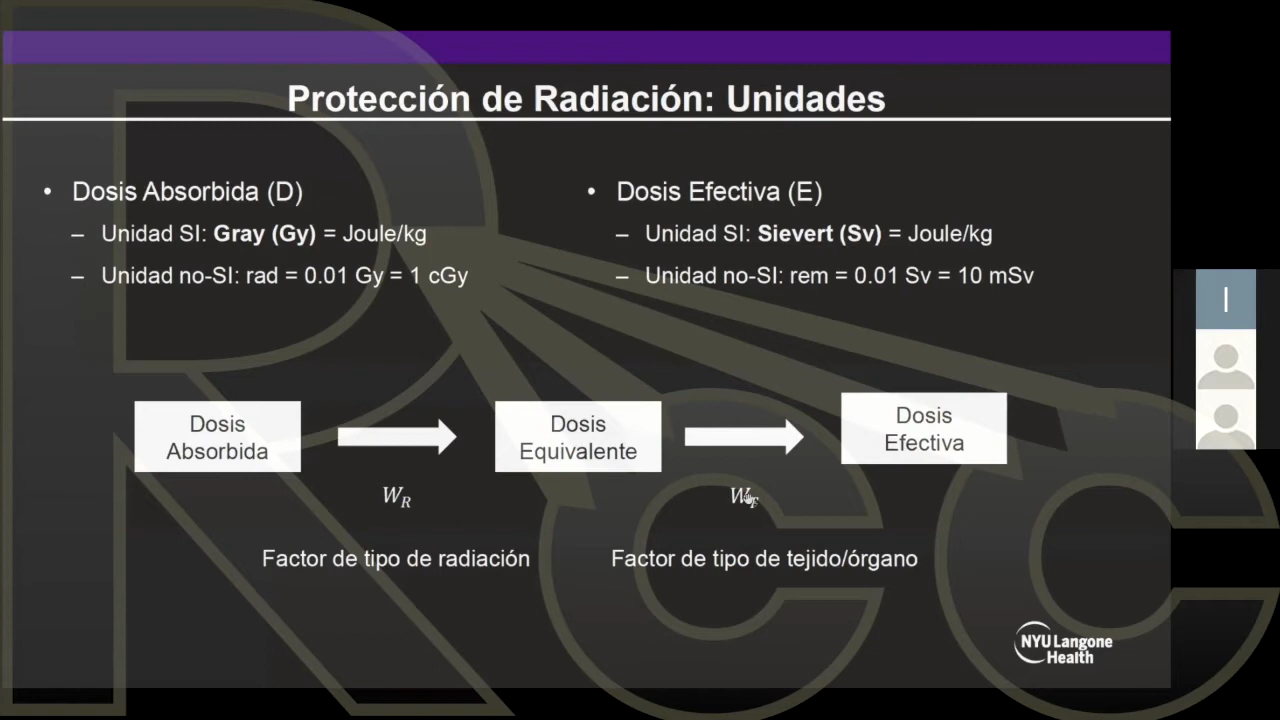 Protección de Radiación: Unidades
• Dosis Absorbida (D)
– Unidad SI: Gray (Gy) = Joule/kg
– Unidad no-SI: rad = 0.01 Gy = 1 cGy
• Dosis Efectiva (E)
– Unidad SI: Sievert (Sv) = Joule/kg
– Unidad no-SI: rem = 0.01 Sv = 10 mSv
Dosis
Absorbida
W_R
Factor de tipo de radiación
Dosis
Equivalente
W_T
Factor de tipo de tejido/órgano
Dosis
Efectiva
NYU Langone
Health
Rcc
I